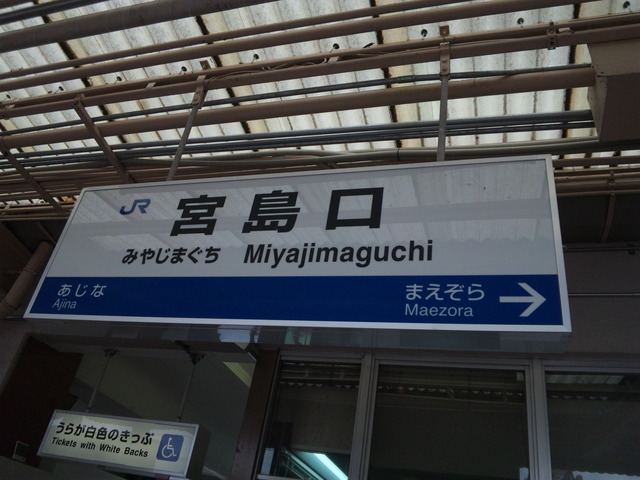 JR 宮島口
みやじまぐち Miyajimaguchi
あじな まえぞら
Ajina Maezora
うらが白色のきっぷ
Tickets with White Backs